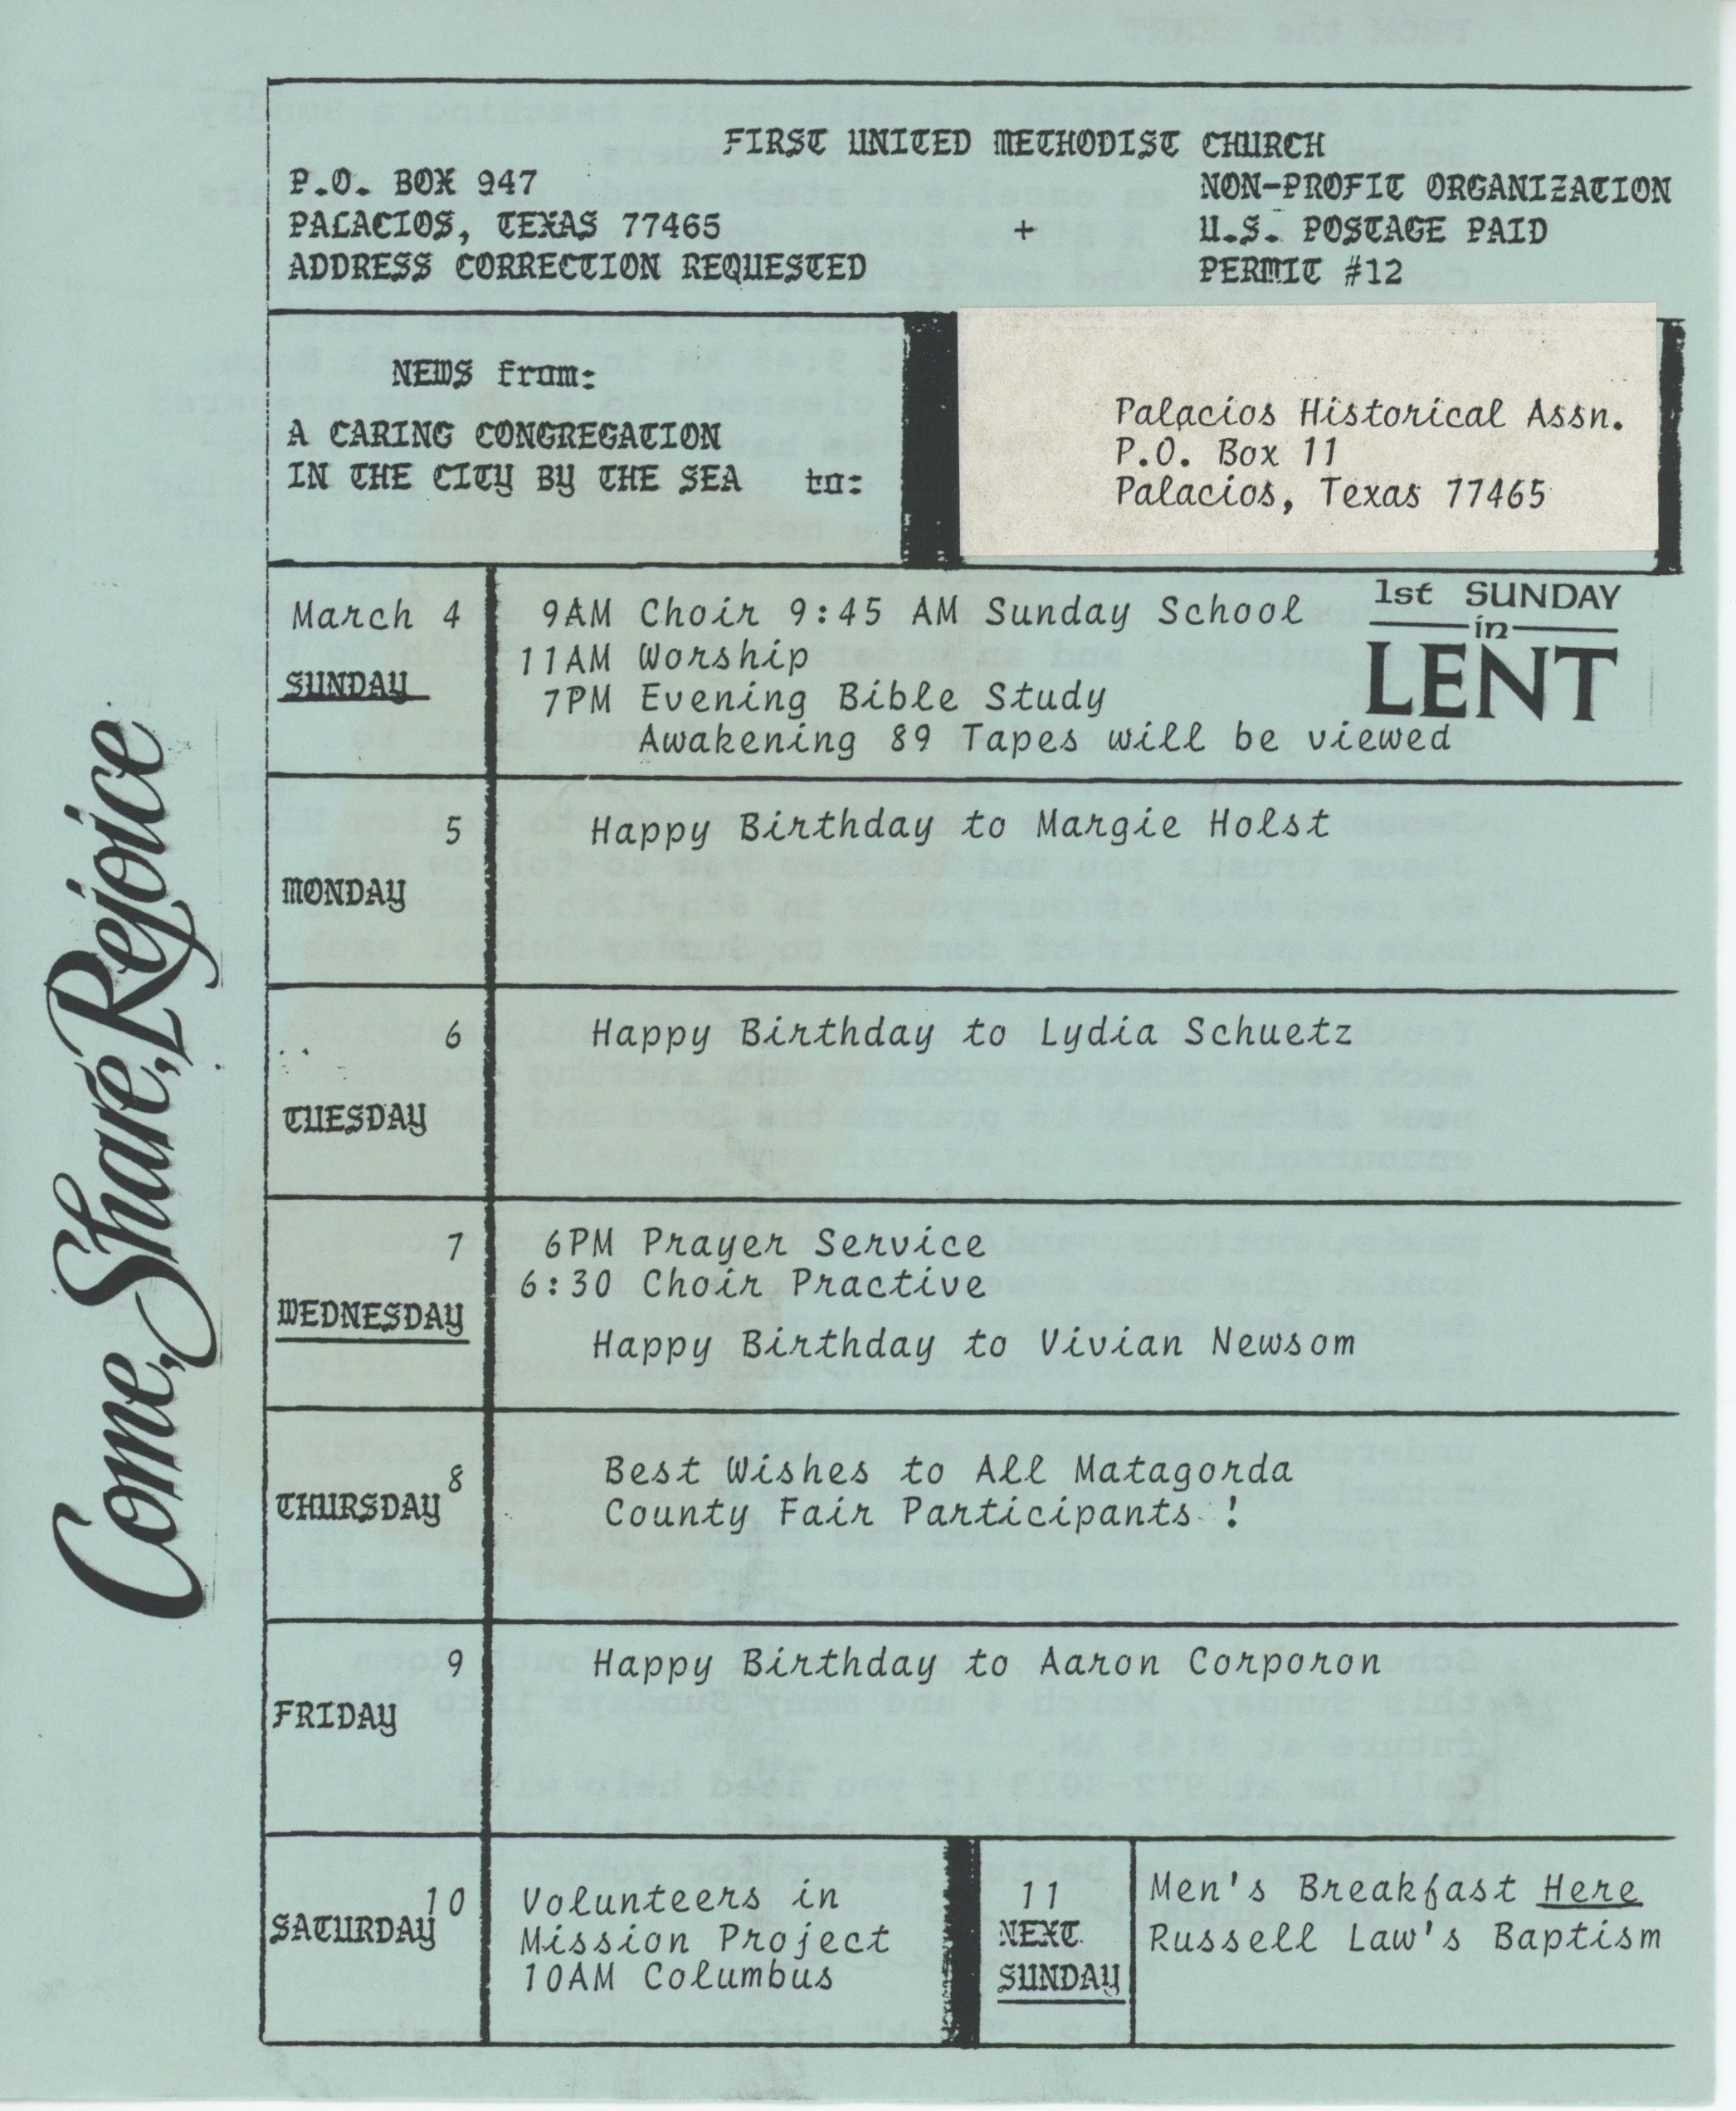 FIRST UNITED METHODIST CHURCH
P.O. BOX 947
PALACIOS, TEXAS 77465
ADDRESS CORRECTION REQUESTED
+
NON-PROFIT ORGANIZATION
U.S. POSTAGE PAID
PERMIT #12
NEWS from:
A CARING CONGREGATION
IN THE CITY BY THE SEA to:
Palacios Historical Assn.
P.O. Box 11
Palacios, Texas 77465
Come, Share, Rejoice
March 4
SUNDAY
9AM Choir 9:45 AM Sunday School
11AM Worship
7PM Evening Bible Study
Awakening 89 Tapes will be viewed
1st SUNDAY
in
LENT
5
MONDAY
Happy Birthday to Margie Holst
6
TUESDAY
Happy Birthday to Lydia Schuetz
7
WEDNESDAY
6PM Prayer Service
6:30 Choir Practive
Happy Birthday to Vivian Newsom
8
THURSDAY
Best Wishes to All Matagorda
County Fair Participants !
9
FRIDAY
Happy Birthday to Aaron Corporon
10
SATURDAY
Volunteers in
Mission Project
10AM Columbus
11
NEXT
SUNDAY
Men's Breakfast Here
Russell Law's Baptism